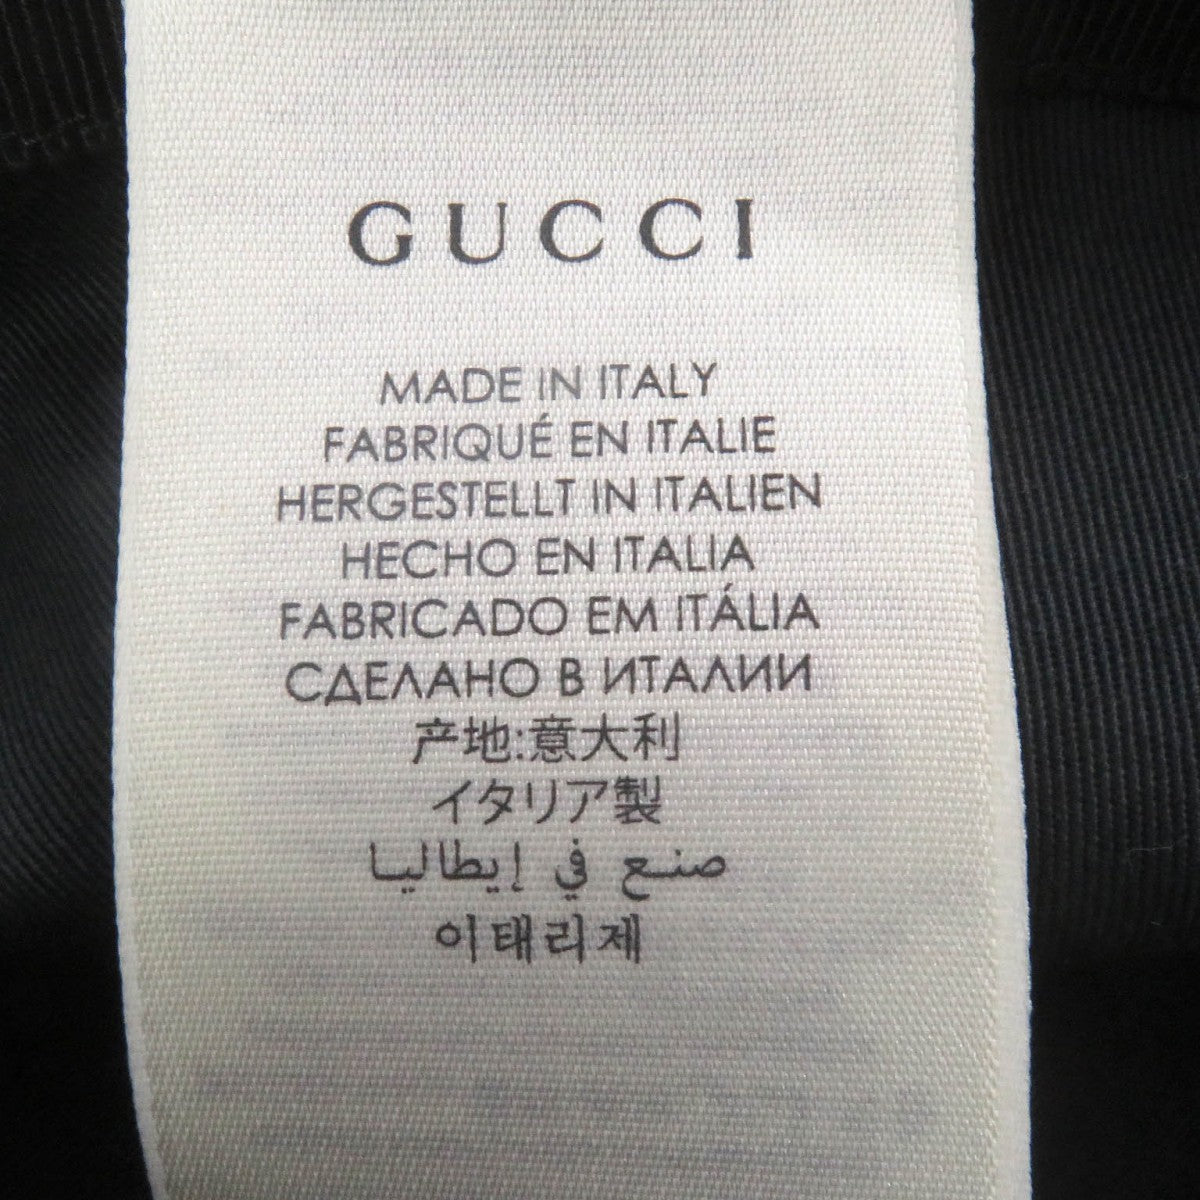 GUCCI
MADE IN ITALY
FABRIQUÉ EN ITALIE
HERGESTELLT IN ITALIEN
HECHO EN ITALIA
FABRICADO EM ITÁLIA
СДЕЛАНО В ИТАЛИИ
产地:意大利
イタリア製
صنع في إيطاليا
이태리제